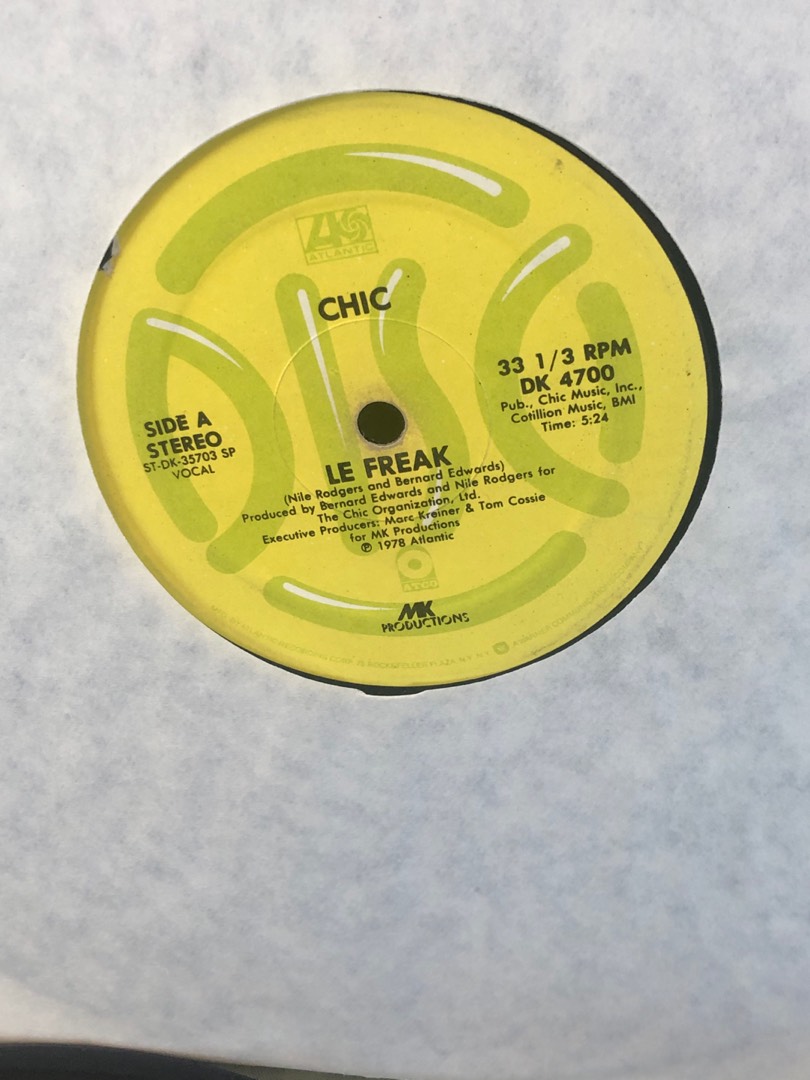 ATLANTIC
DISCO
CHIC
33 1/3 RPM
DK 4700
Pub., Chic Music, Inc.,
Cotillion Music, BMI
Time: 5:24
SIDE A
STEREO
ST-DK-35703 SP
VOCAL
LE FREAK
(Nile Rodgers and Bernard Edwards)
Produced by Bernard Edwards and Nile Rodgers for
The Chic Organization, Ltd.
Executive Producers: Marc Kreiner & Tom Cossie
for MK Productions
℗ 1978 Atlantic
ATCO
MK
PRODUCTIONS